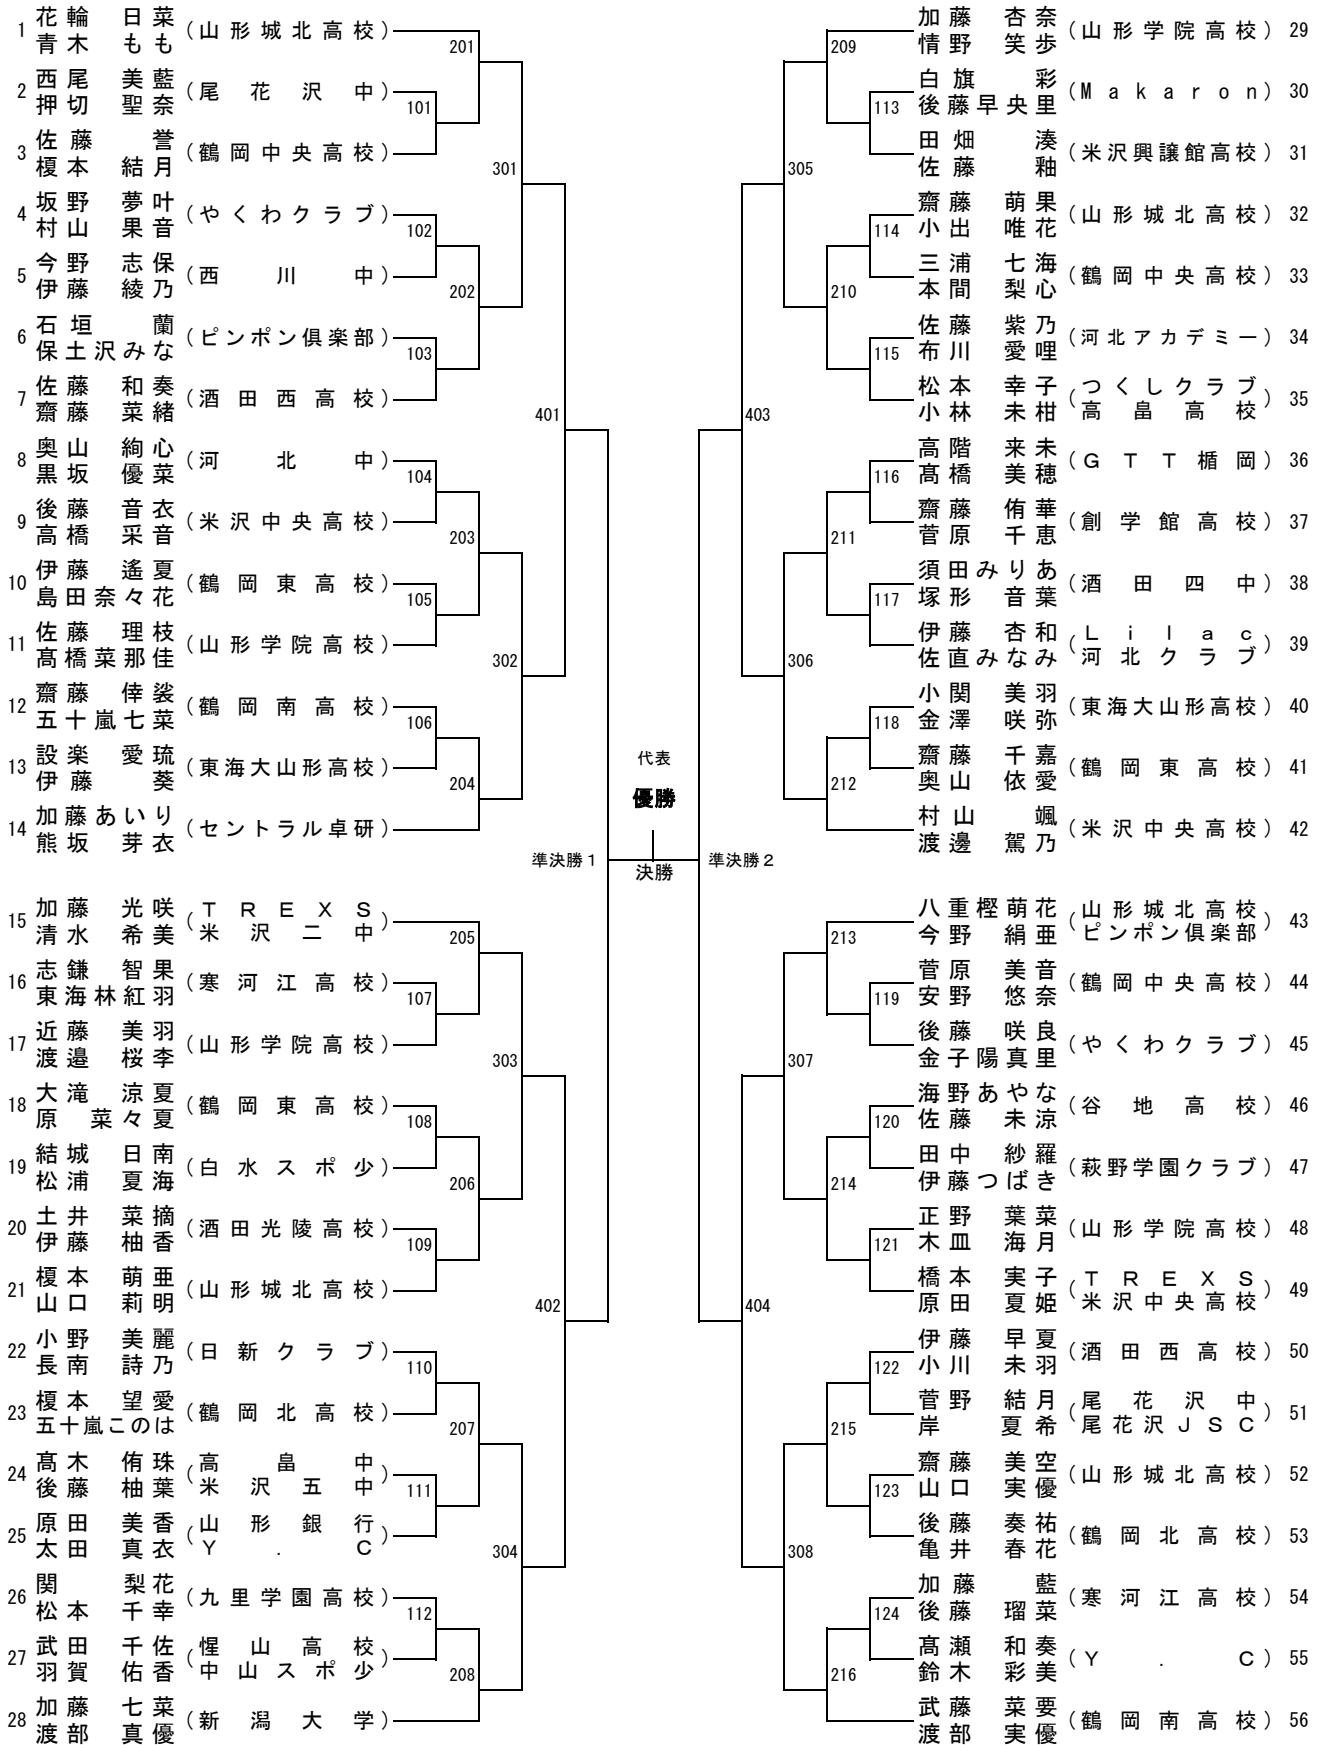 1 花輪 日菜 (山形城北高校)
青木 もも
201
2 西尾 美藍 (尾花沢中)
押切 聖奈
101
3 佐藤 誉 (鶴岡中央高校)
榎本 結月
301
4 坂野 夢叶 (やくわクラブ)
村山 果音
102
5 今野 志保 (西川中)
伊藤 綾乃
202
6 石垣 蘭 (ピンポン倶楽部)
保土沢みな
103
7 佐藤 和奏 (酒田西高校)
齋藤 菜緒
401
8 奥山 絢心 (河北中)
黒坂 優菜
104
9 後藤 音衣 (米沢中央高校)
高橋 采音
203
10 伊藤 遙夏 (鶴岡東高校)
島田奈々花
105
11 佐藤 理枝 (山形学院高校)
髙橋菜那佳
302
12 齋藤 倖袋 (鶴岡南高校)
五十嵐七菜
106
13 設楽 愛琉 (東海大山形高校)
伊藤 葵
204
14 加藤あいり (セントラル卓研)
熊坂 芽衣
準決勝1
15 加藤 光咲 (TREXS
清水 希美 米沢二中)
205
16 志鎌 智果 (寒河江高校)
東海林紅羽
107
17 近藤 美羽 (山形学院高校)
渡邉 桜李
303
18 大滝 涼夏 (鶴岡東高校)
原 菜々夏
108
19 結城 日南 (白水スポ少)
松浦 夏海
206
20 土井 菜摘 (酒田光陵高校)
伊藤 柚香
109
21 榎本 萌亜 (山形城北高校)
山口 莉明
402
22 小野 美麗 (日新クラブ)
長南 詩乃
110
23 榎本 望愛 (鶴岡北高校)
五十嵐このは
207
24 髙木 侑珠 (高畠中
後藤 柚葉 米沢五中)
111
25 原田 美香 (山形銀行
太田 真衣 Y.C)
304
26 関 梨花 (九里学園高校)
松本 千幸
112
27 武田 千佐 (惺山高校
羽賀 佑香 中山スポ少)
208
28 加藤 七菜 (新潟大学)
渡部 真優
代表
優勝
決勝
加藤 杏奈 (山形学院高校) 29
情野 笑歩
209
白旗 彩 (Makaron) 30
後藤早央里
113
田畑 湊 (米沢興譲館高校) 31
佐藤 釉
305
齋藤 萌果 (山形城北高校) 32
小出 唯花
114
三浦 七海 (鶴岡中央高校) 33
本間 梨心
210
佐藤 紫乃 (河北アカデミー) 34
布川 愛哩
115
松本 幸子 (つくしクラブ
小林 未柑 高畠高校) 35
403
高階 来未 (GTT楯岡) 36
髙橋 美穂
116
齋藤 侑華 (創学館高校) 37
菅原 千恵
211
須田みりあ (酒田四中) 38
塚形 音葉
117
伊藤 杏和 (Lilac
佐直みなみ 河北クラブ) 39
306
小関 美羽 (東海大山形高校) 40
金澤 咲弥
118
齋藤 千嘉 (鶴岡東高校) 41
奥山 依愛
212
村山 颯 (米沢中央高校) 42
渡邊 駕乃
準決勝2
八重樫萌花 (山形城北高校
今野 絹亜 ピンポン倶楽部) 43
213
菅原 美音 (鶴岡中央高校) 44
安野 悠奈
119
後藤 咲良 (やくわクラブ) 45
金子陽真里
307
海野あやな (谷地高校) 46
佐藤 未涼
120
田中 紗羅 (萩野学園クラブ) 47
伊藤つばき
214
正野 葉菜 (山形学院高校) 48
木皿 海月
121
橋本 実子 (TREXS
原田 夏姫 米沢中央高校) 49
404
伊藤 早夏 (酒田西高校) 50
小川 未羽
122
菅野 結月 (尾花沢中
岸 夏希 尾花沢JSC) 51
215
齋藤 美空 (山形城北高校) 52
山口 実優
123
後藤 奏祐 (鶴岡北高校) 53
亀井 春花
308
加藤 藍 (寒河江高校) 54
後藤 瑠菜
124
髙瀬 和奏 (Y.C) 55
鈴木 彩美
216
武藤 菜要 (鶴岡南高校) 56
渡部 実優